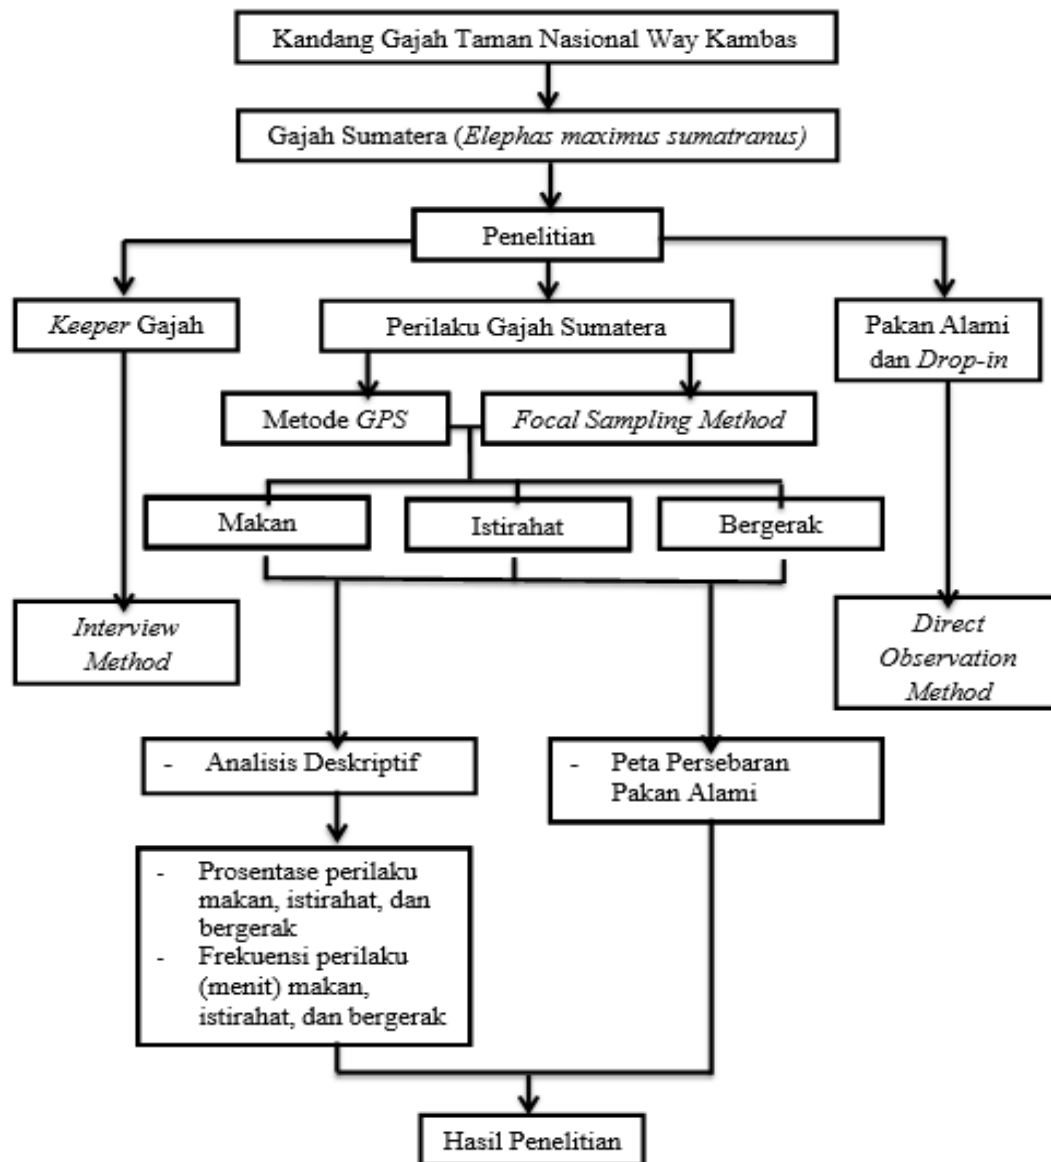 Kandang Gajah Taman Nasional Way Kambas
Gajah Sumatera (Elephas maximus sumatranus)
Penelitian
Keeper Gajah
Perilaku Gajah Sumatera
Pakan Alami
dan Drop-in
Metode GPS
Focal Sampling Method
Makan
Istirahat
Bergerak
Interview
Method
Direct
Observation
Method
- Analisis Deskriptif
- Peta Persebaran
Pakan Alami
- Prosentase perilaku
makan, istirahat, dan
bergerak
- Frekuensi perilaku
(menit) makan,
istirahat, dan bergerak
Hasil Penelitian